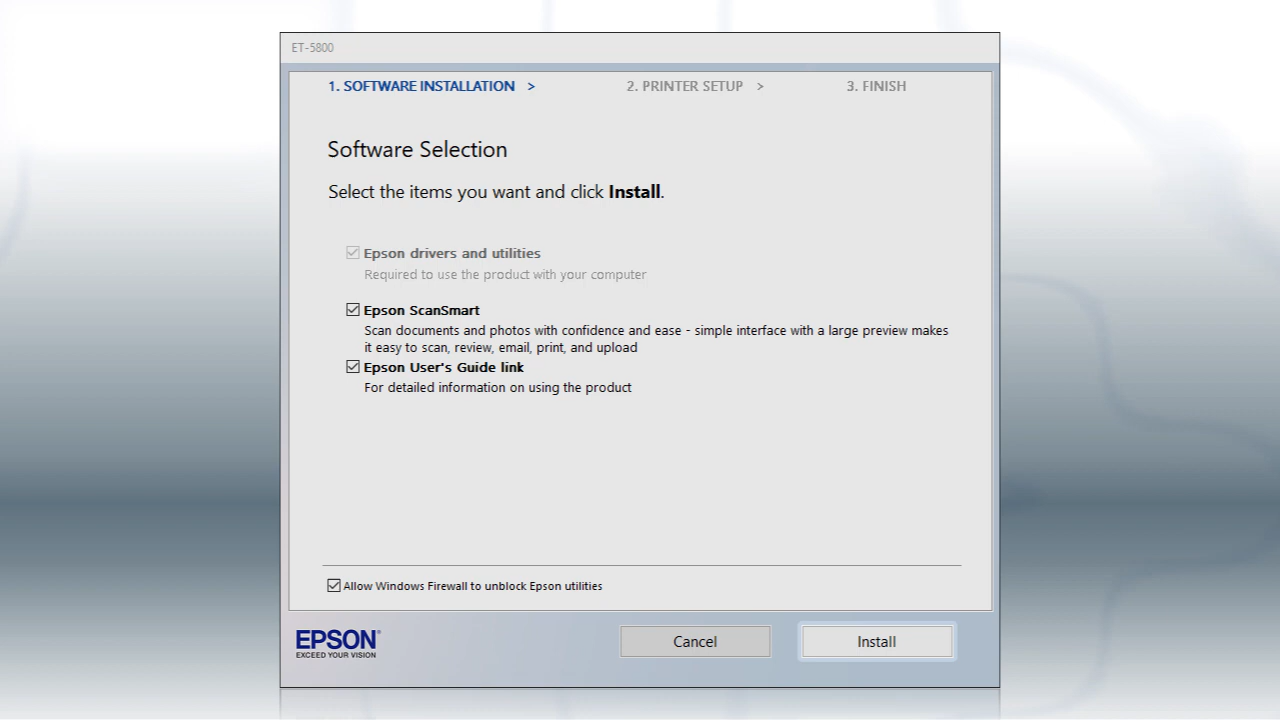 ET-5800
1. SOFTWARE INSTALLATION > 2. PRINTER SETUP > 3. FINISH
Software Selection
Select the items you want and click Install.
Epson drivers and utilities
Required to use the product with your computer
Epson ScanSmart
Scan documents and photos with confidence and ease - simple interface with a large preview makes
it easy to scan, review, email, print, and upload
Epson User's Guide link
For detailed information on using the product
Allow Windows Firewall to unblock Epson utilities
EPSON®
EXCEED YOUR VISION
Cancel
Install